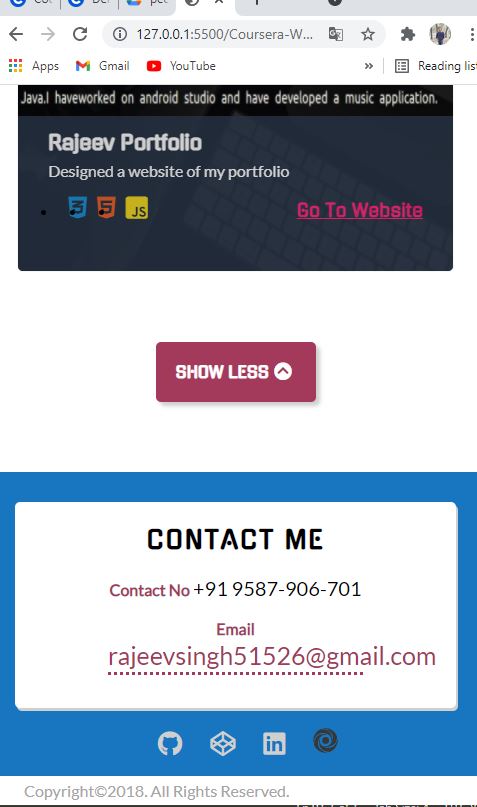 127.0.0.1:5500/Coursera-W...
Apps Gmail YouTube » Reading list
Java.I haveworked on android studio and have developed a music application.
Rajeev Portfolio
Designed a website of my portfolio
3 5 JS Go To Website
SHOW LESS
CONTACT ME
Contact No +91 9587-906-701
Email
rajeevsingh51526@gmail.com
Copyright©2018. All Rights Reserved.